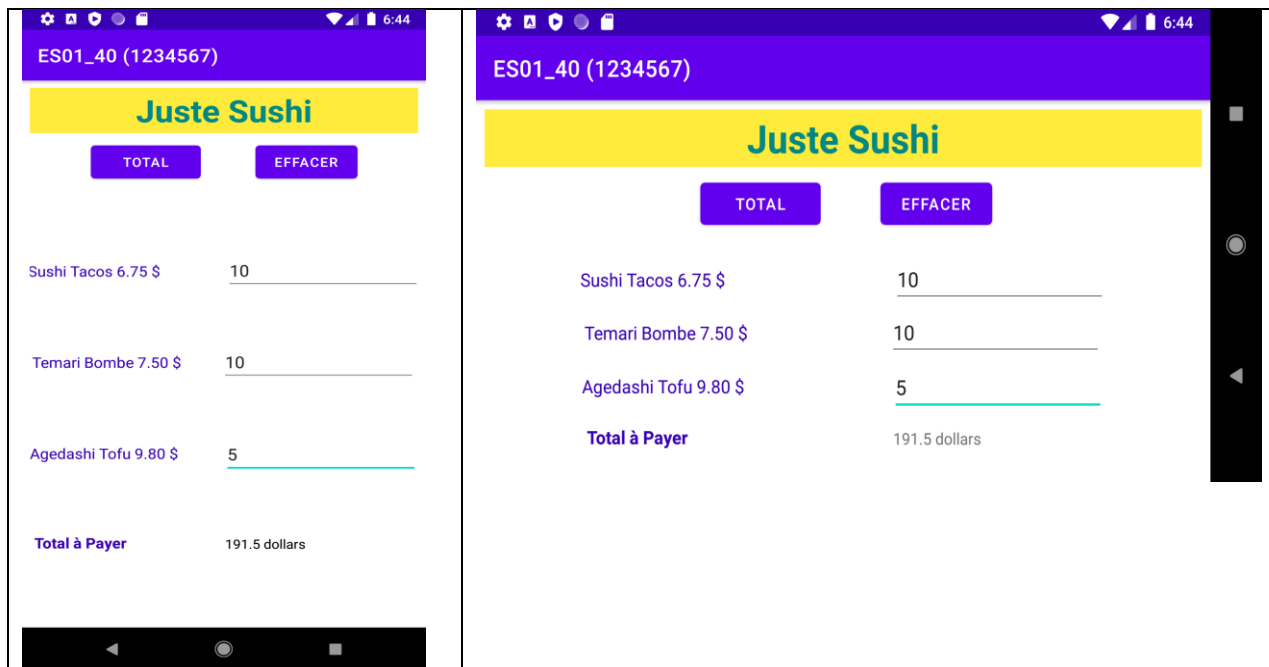 6:44
ES01_40 (1234567)
Juste Sushi
TOTAL EFFACER
Sushi Tacos 6.75 $ 10
Temari Bombe 7.50 $ 10
Agedashi Tofu 9.80 $ 5
Total à Payer 191.5 dollars
6:44
ES01_40 (1234567)
Juste Sushi
TOTAL EFFACER
Sushi Tacos 6.75 $ 10
Temari Bombe 7.50 $ 10
Agedashi Tofu 9.80 $ 5
Total à Payer 191.5 dollars